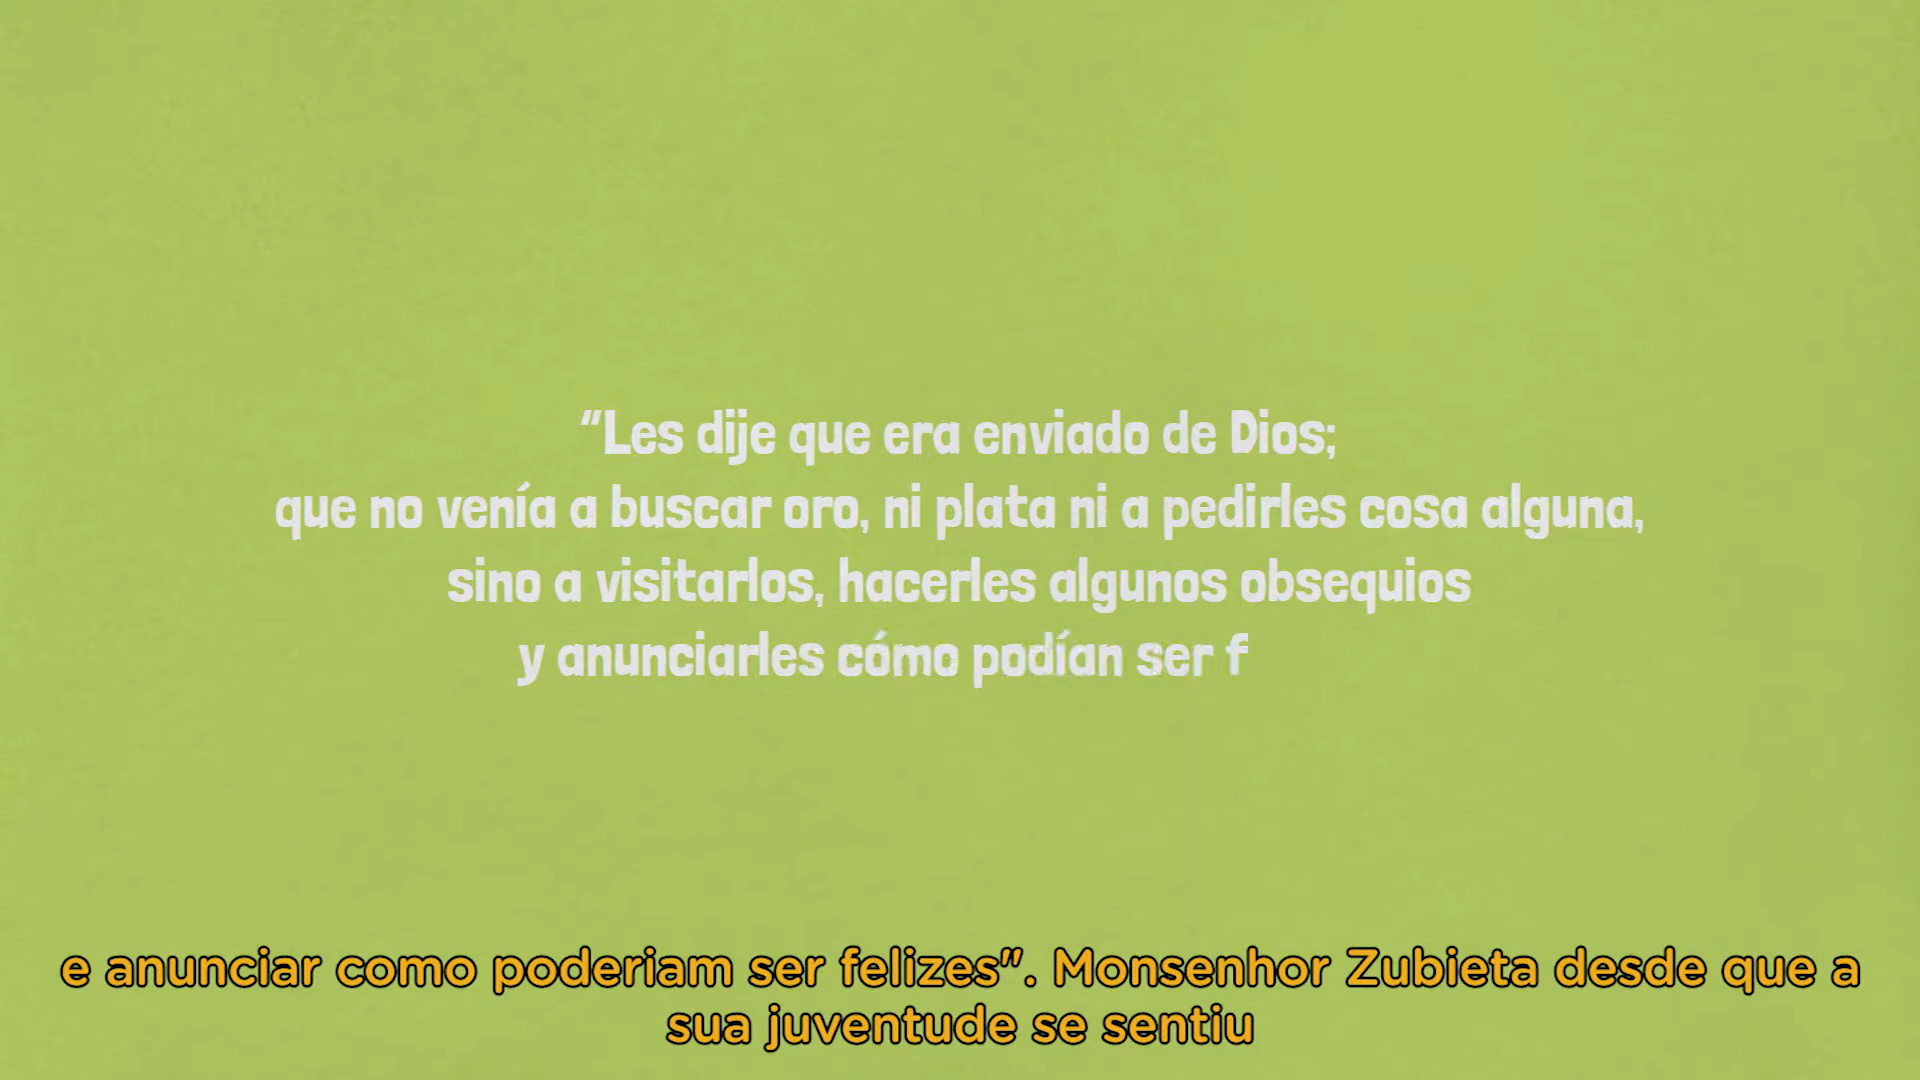 “Les dije que era enviado de Dios;
que no venía a buscar oro, ni plata ni a pedirles cosa alguna,
sino a visitarlos, hacerles algunos obsequios
y anunciarles cómo podían ser f
e anunciar como poderiam ser felizes". Monsenhor Zubieta desde que a
sua juventude se sentiu